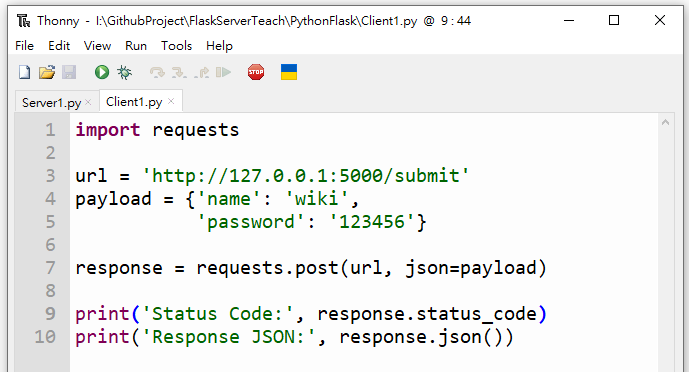 Thonny - I:\GithubProject\FlaskServerTeach\PythonFlask\Client1.py @ 9 : 44
File Edit View Run Tools Help
STOP
Server1.py × Client1.py ×
1 import requests
2
3 url = 'http://127.0.0.1:5000/submit'
4 payload = {'name': 'wiki',
5            'password': '123456'}
6
7 response = requests.post(url, json=payload)
8
9 print('Status Code:', response.status_code)
10 print('Response JSON:', response.json())